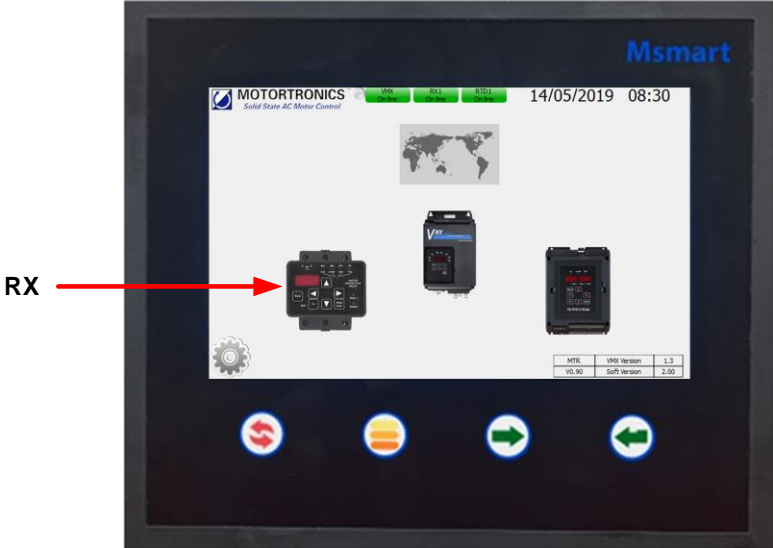 Msmart
MOTORTRONICS
Solid State AC Motor Control
VMX
On line
RX1
On line
RTD1
On line
14/05/2019 08:30
RX
MTR VMX Version 1.3
V0.90 Soft Version 2.00